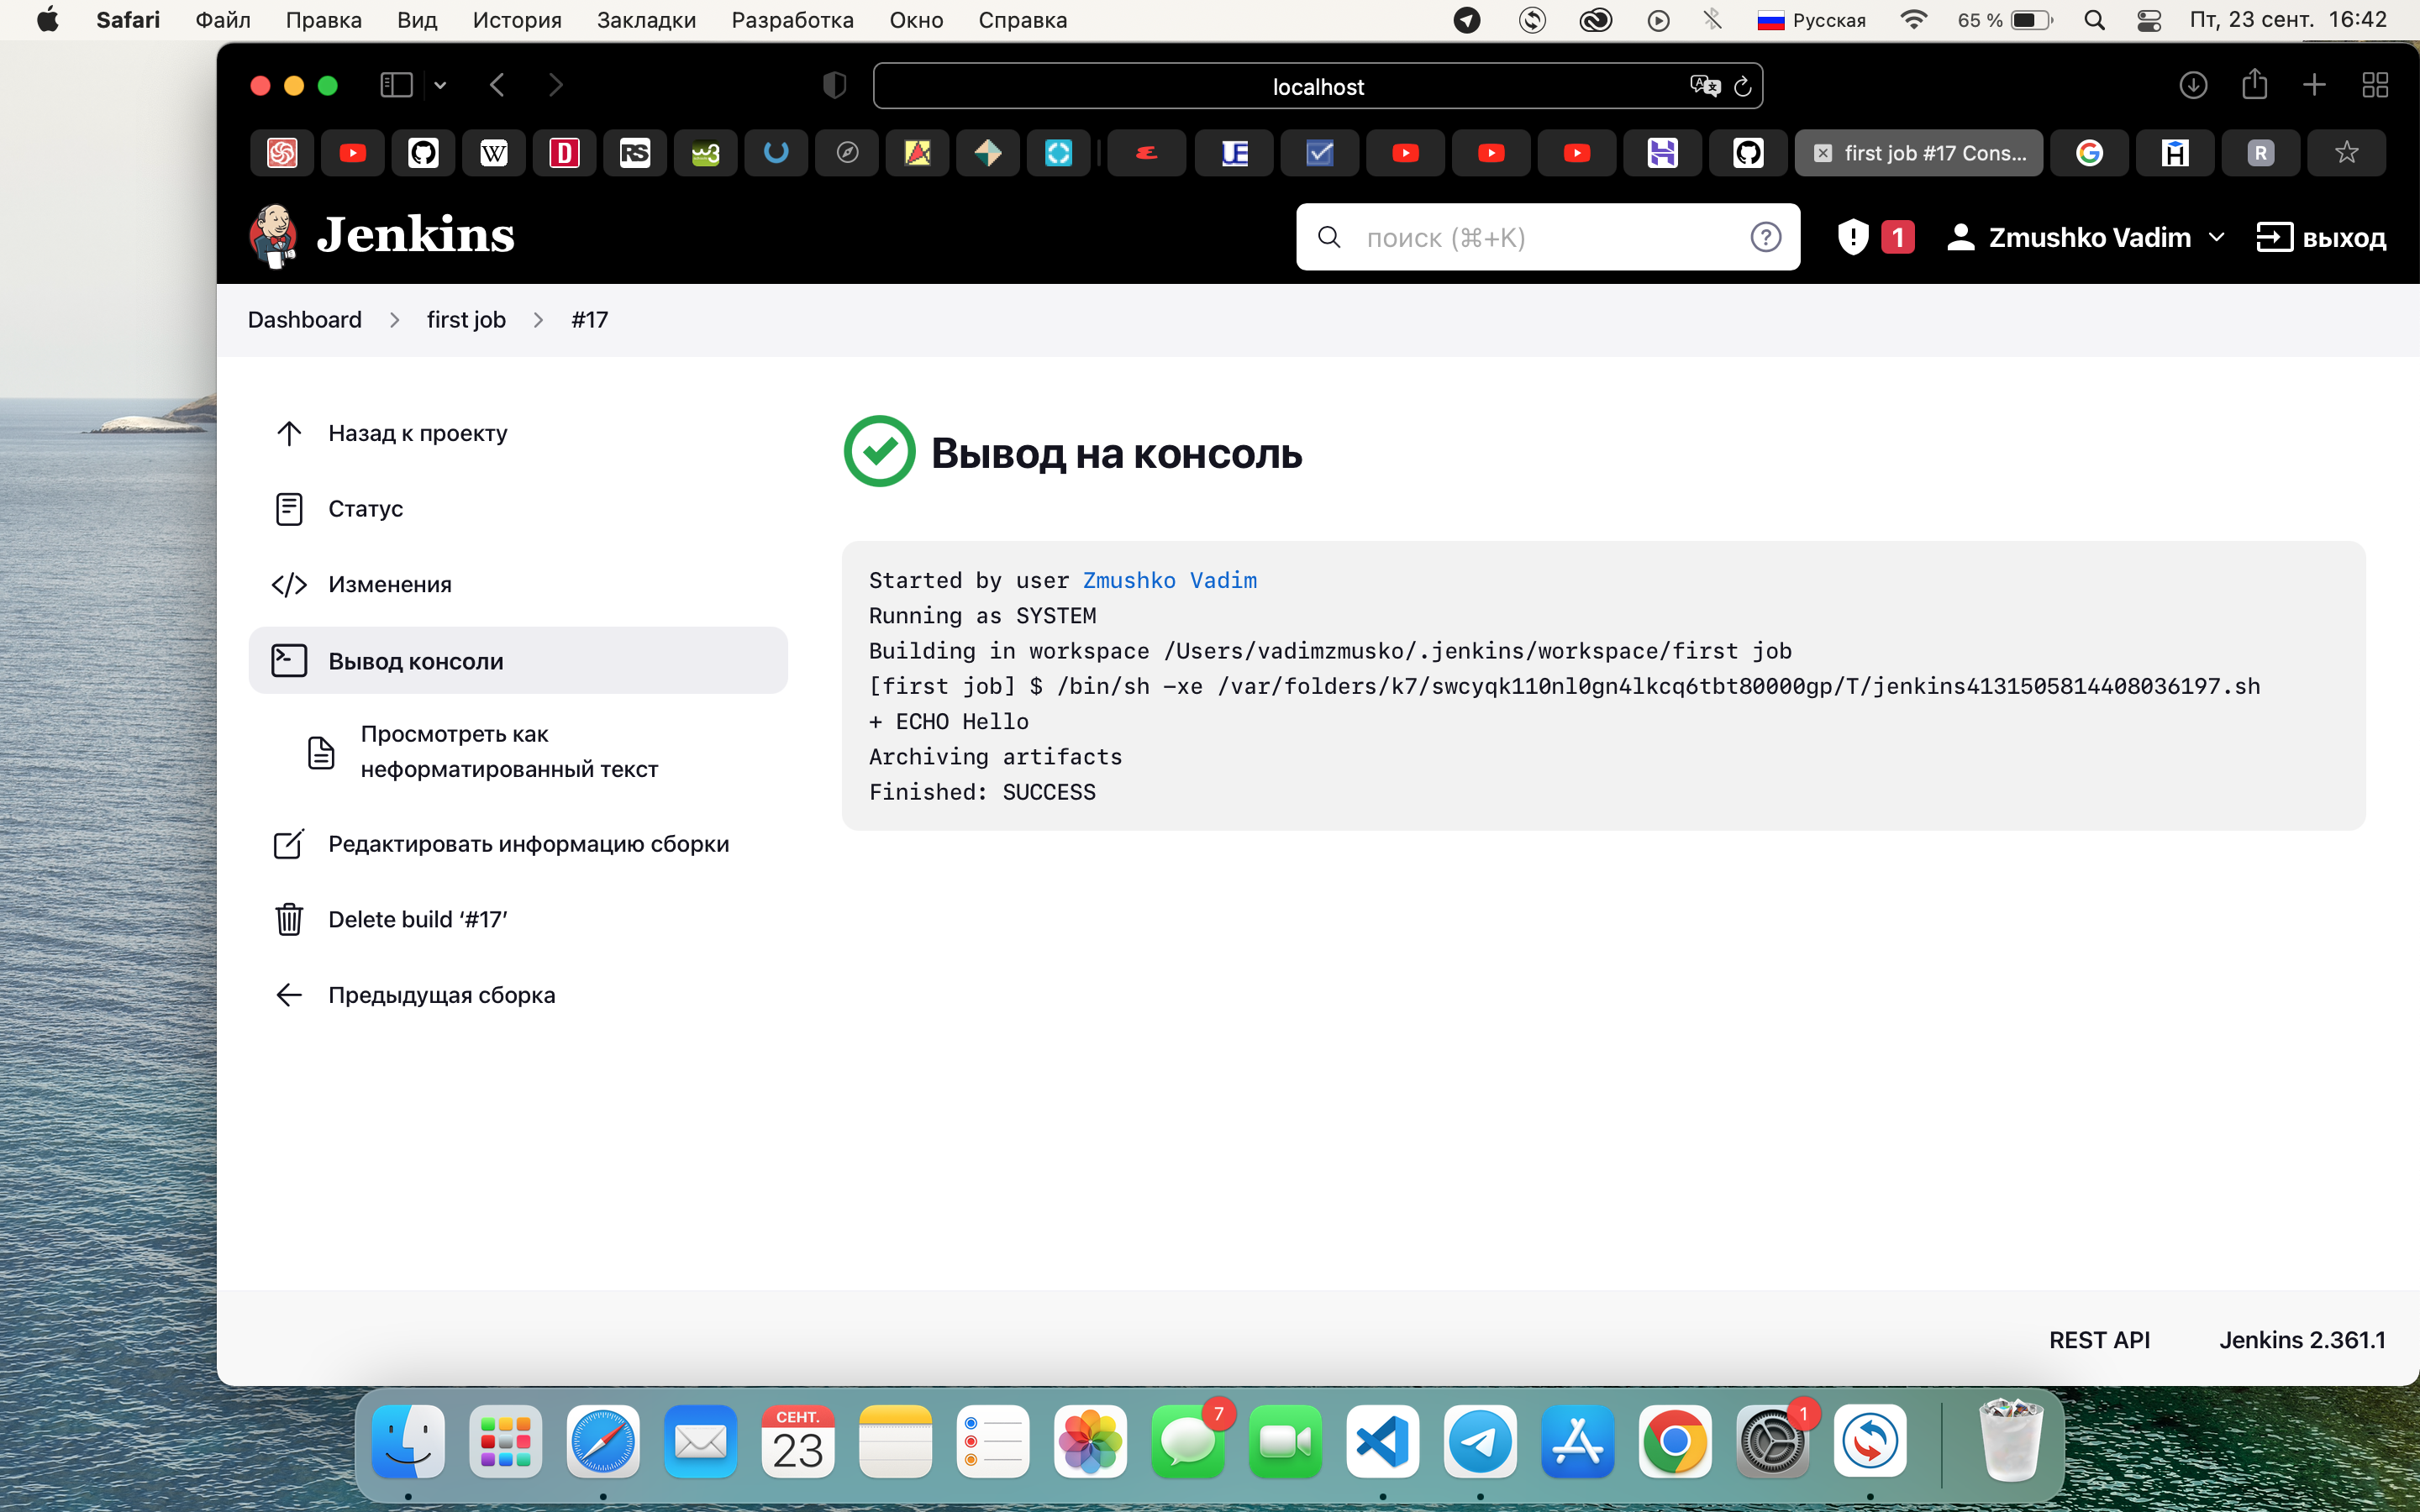 Safari Файл Правка Вид История Закладки Разработка Окно Справка Русская 65 % Пт, 23 сент. 16:42
localhost
W D RS w3 UE first job #17 Cons... G H R
Jenkins поиск (⌘+K) 1 Zmushko Vadim выход
Dashboard first job #17
Назад к проекту
Статус
Изменения
Вывод консоли
Просмотреть как
неформатированный текст
Редактировать информацию сборки
Delete build ‘#17’
Предыдущая сборка
Вывод на консоль
Started by user Zmushko Vadim
Running as SYSTEM
Building in workspace /Users/vadimzmusko/.jenkins/workspace/first job
[first job] $ /bin/sh -xe /var/folders/k7/swcyqk110nl0gn4lkcq6tbt80000gp/T/jenkins4131505814408036197.sh
+ ECHO Hello
Archiving artifacts
Finished: SUCCESS
REST API Jenkins 2.361.1
СЕНТ.
23
7
1